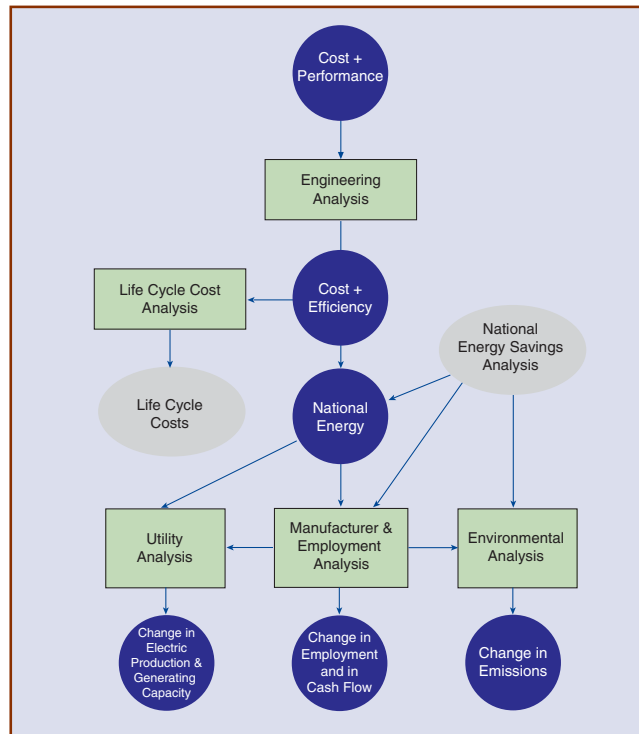 Cost +
Performance
Engineering
Analysis
Life Cycle Cost
Analysis
Cost +
Efficiency
National
Energy Savings
Analysis
Life Cycle
Costs
National
Energy
Utility
Analysis
Manufacturer &
Employment
Analysis
Environmental
Analysis
Change in
Electric
Production &
Generating
Capacity
Change in
Employment
and in
Cash Flow
Change in
Emissions